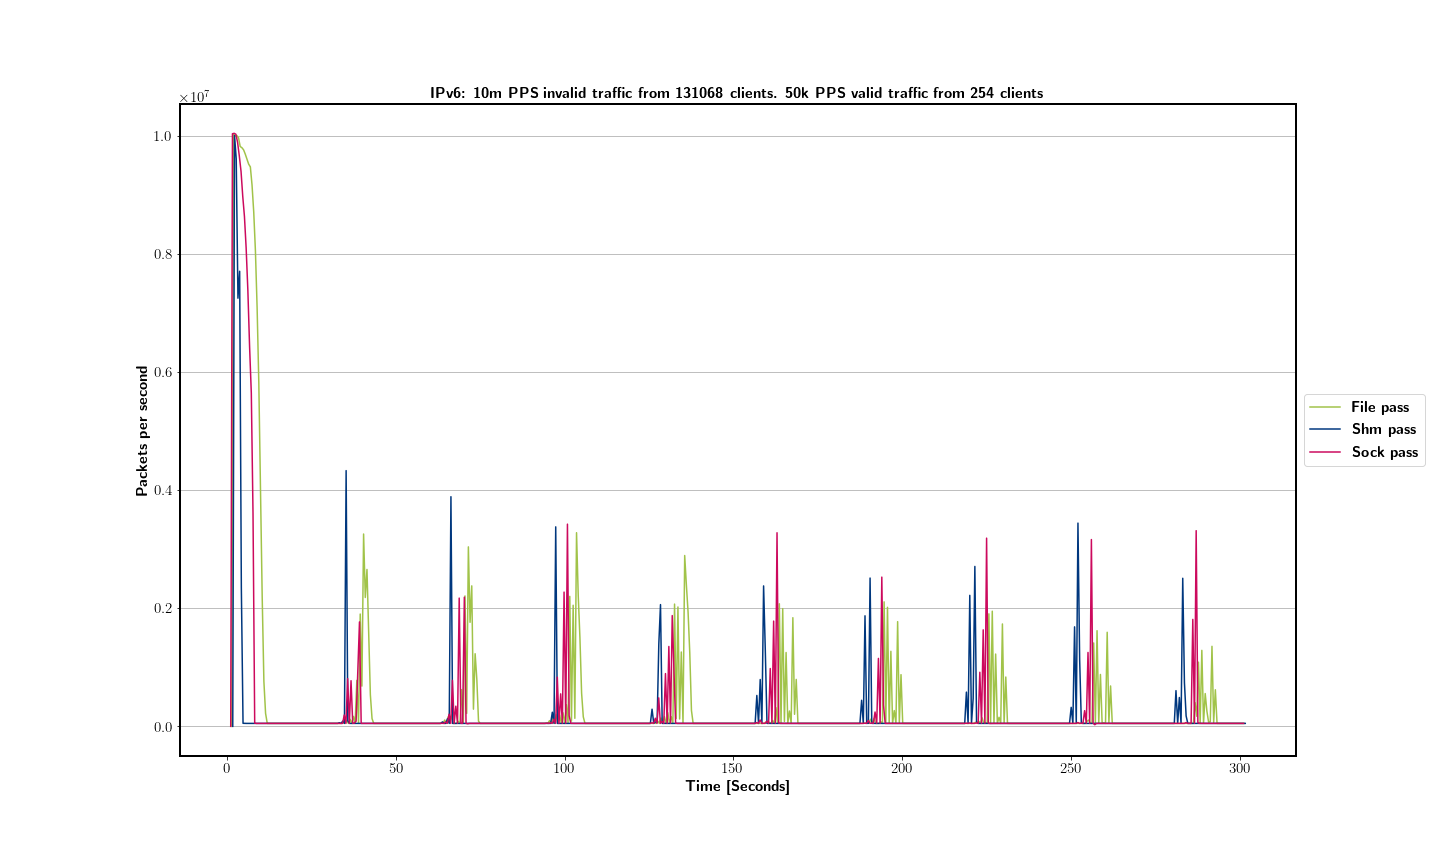 IPv6: 10m PPS invalid traffic from 131068 clients. 50k PPS valid traffic from 254 clients
×10⁷
1.0
0.8
0.6
0.4
0.2
0.0
Packets per second
0 50 100 150 200 250 300
Time [Seconds]
File pass
Shm pass
Sock pass